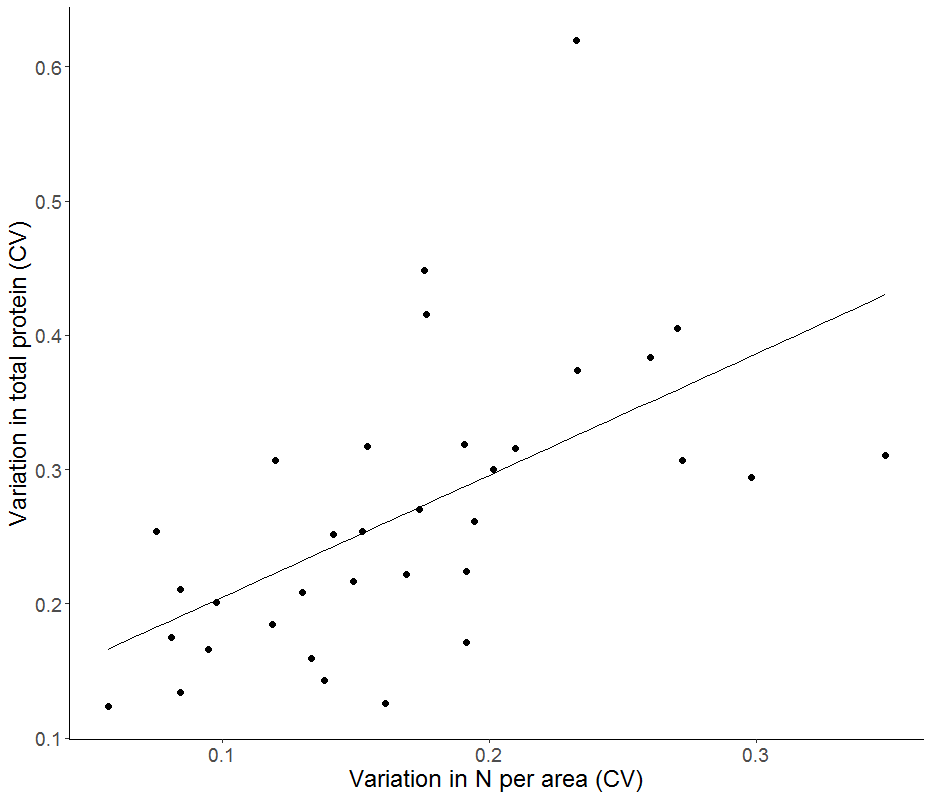 0.6
0.5
0.4
0.3
0.2
0.1
Variation in total protein (CV)
0.1 0.2 0.3
Variation in N per area (CV)